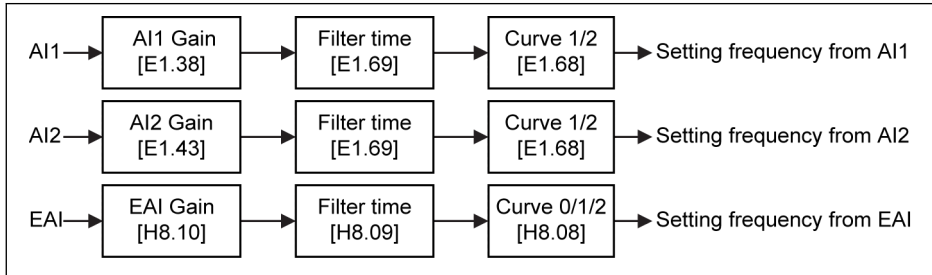 AI1 AI1 Gain [E1.38] Filter time [E1.69] Curve 1/2 [E1.68] Setting frequency from AI1
AI2 AI2 Gain [E1.43] Filter time [E1.69] Curve 1/2 [E1.68] Setting frequency from AI2
EAI EAI Gain [H8.10] Filter time [H8.09] Curve 0/1/2 [H8.08] Setting frequency from EAI